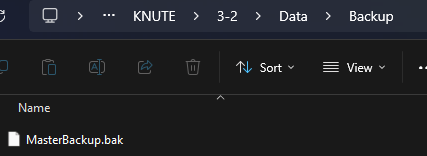 ··· > KNUTE > 3-2 > Data > Backup
Sort View ···
Name
MasterBackup.bak